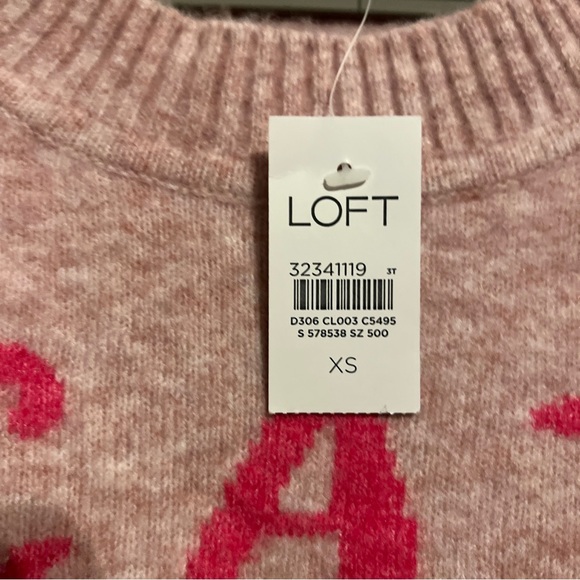 LOFT
32341119 3T
D306 CL003 C5495
S 578538 SZ 500
XS
A